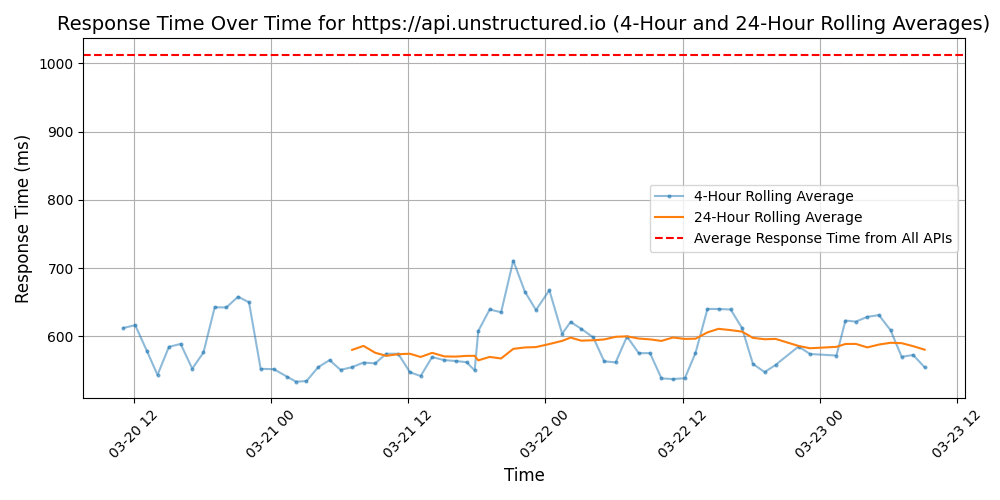 Response Time Over Time for https://api.unstructured.io (4-Hour and 24-Hour Rolling Averages)
Response Time (ms)
1000
900
800
700
600
4-Hour Rolling Average
24-Hour Rolling Average
Average Response Time from All APIs
03-20 12
03-21 00
03-21 12
03-22 00
03-22 12
03-23 00
03-23 12
Time